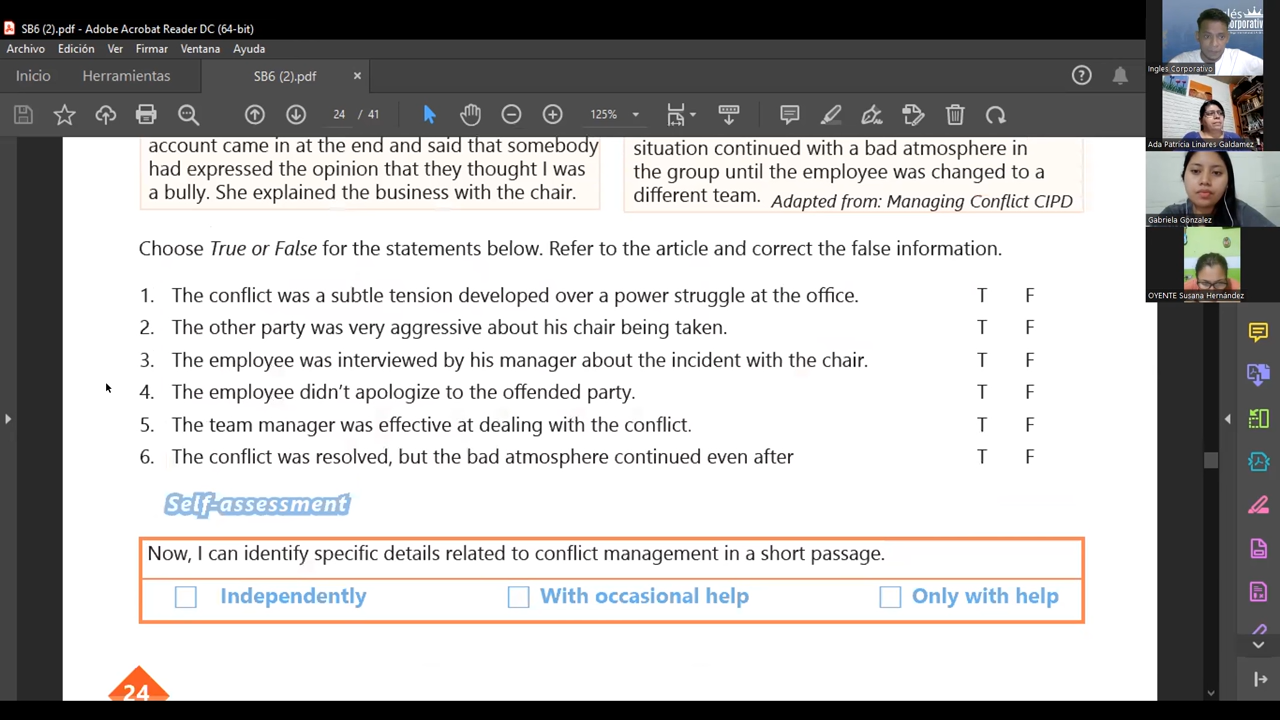 SB6 (2).pdf - Adobe Acrobat Reader DC (64-bit)
Archivo Edición Ver Firmar Ventana Ayuda
Inicio Herramientas SB6 (2).pdf ×
24 / 41 125%
account came in at the end and said that somebody
had expressed the opinion that they thought I was
a bully. She explained the business with the chair.
situation continued with a bad atmosphere in
the group until the employee was changed to a
different team.
Adapted from: Managing Conflict CIPD
Choose True or False for the statements below. Refer to the article and correct the false information.
1. The conflict was a subtle tension developed over a power struggle at the office. T F
2. The other party was very aggressive about his chair being taken. T F
3. The employee was interviewed by his manager about the incident with the chair. T F
4. The employee didn't apologize to the offended party. T F
5. The team manager was effective at dealing with the conflict. T F
6. The conflict was resolved, but the bad atmosphere continued even after T F
Self-assessment
Now, I can identify specific details related to conflict management in a short passage.
Independently With occasional help Only with help
24
Ingles Corporativo
Ada Patricia Linares Galdamez
Gabriela Gonzalez
OYENTE Susana Hernández